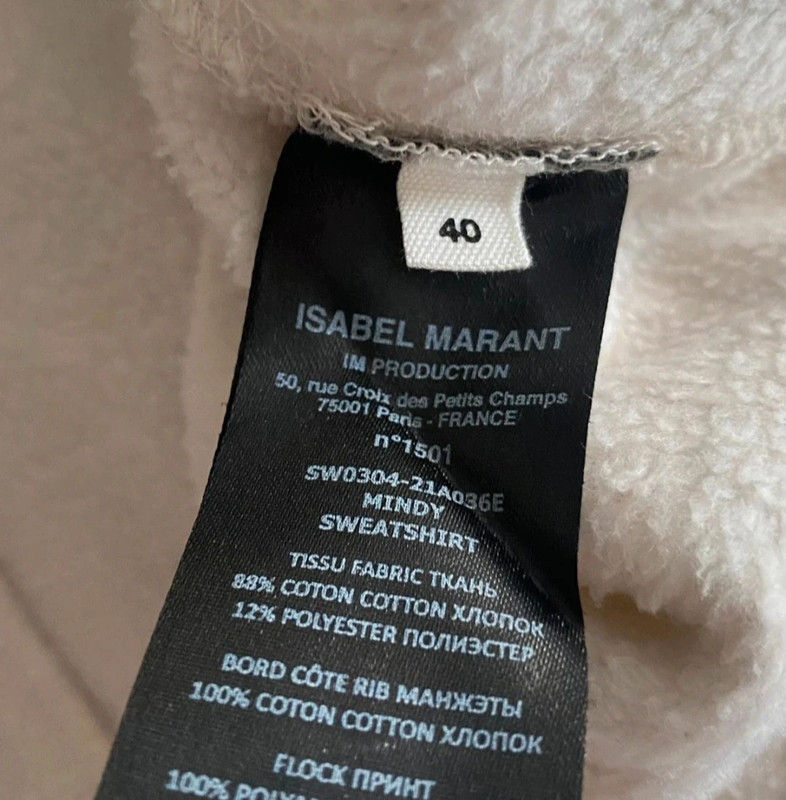 40
ISABEL MARANT
IM PRODUCTION
50, rue Croix des Petits Champs
75001 Paris - FRANCE
n°1501
SW0304-21A036E
MINDY
SWEATSHIRT
TISSU FABRIC ТКАНЬ
88% COTON COTTON ХЛОПОК
12% POLYESTER ПОЛИЭСТЕР
BORD CÔTE RIB МАНЖЭТЫ
100% COTON COTTON ХЛОПОК
FLOCK ПРИНТ
100%